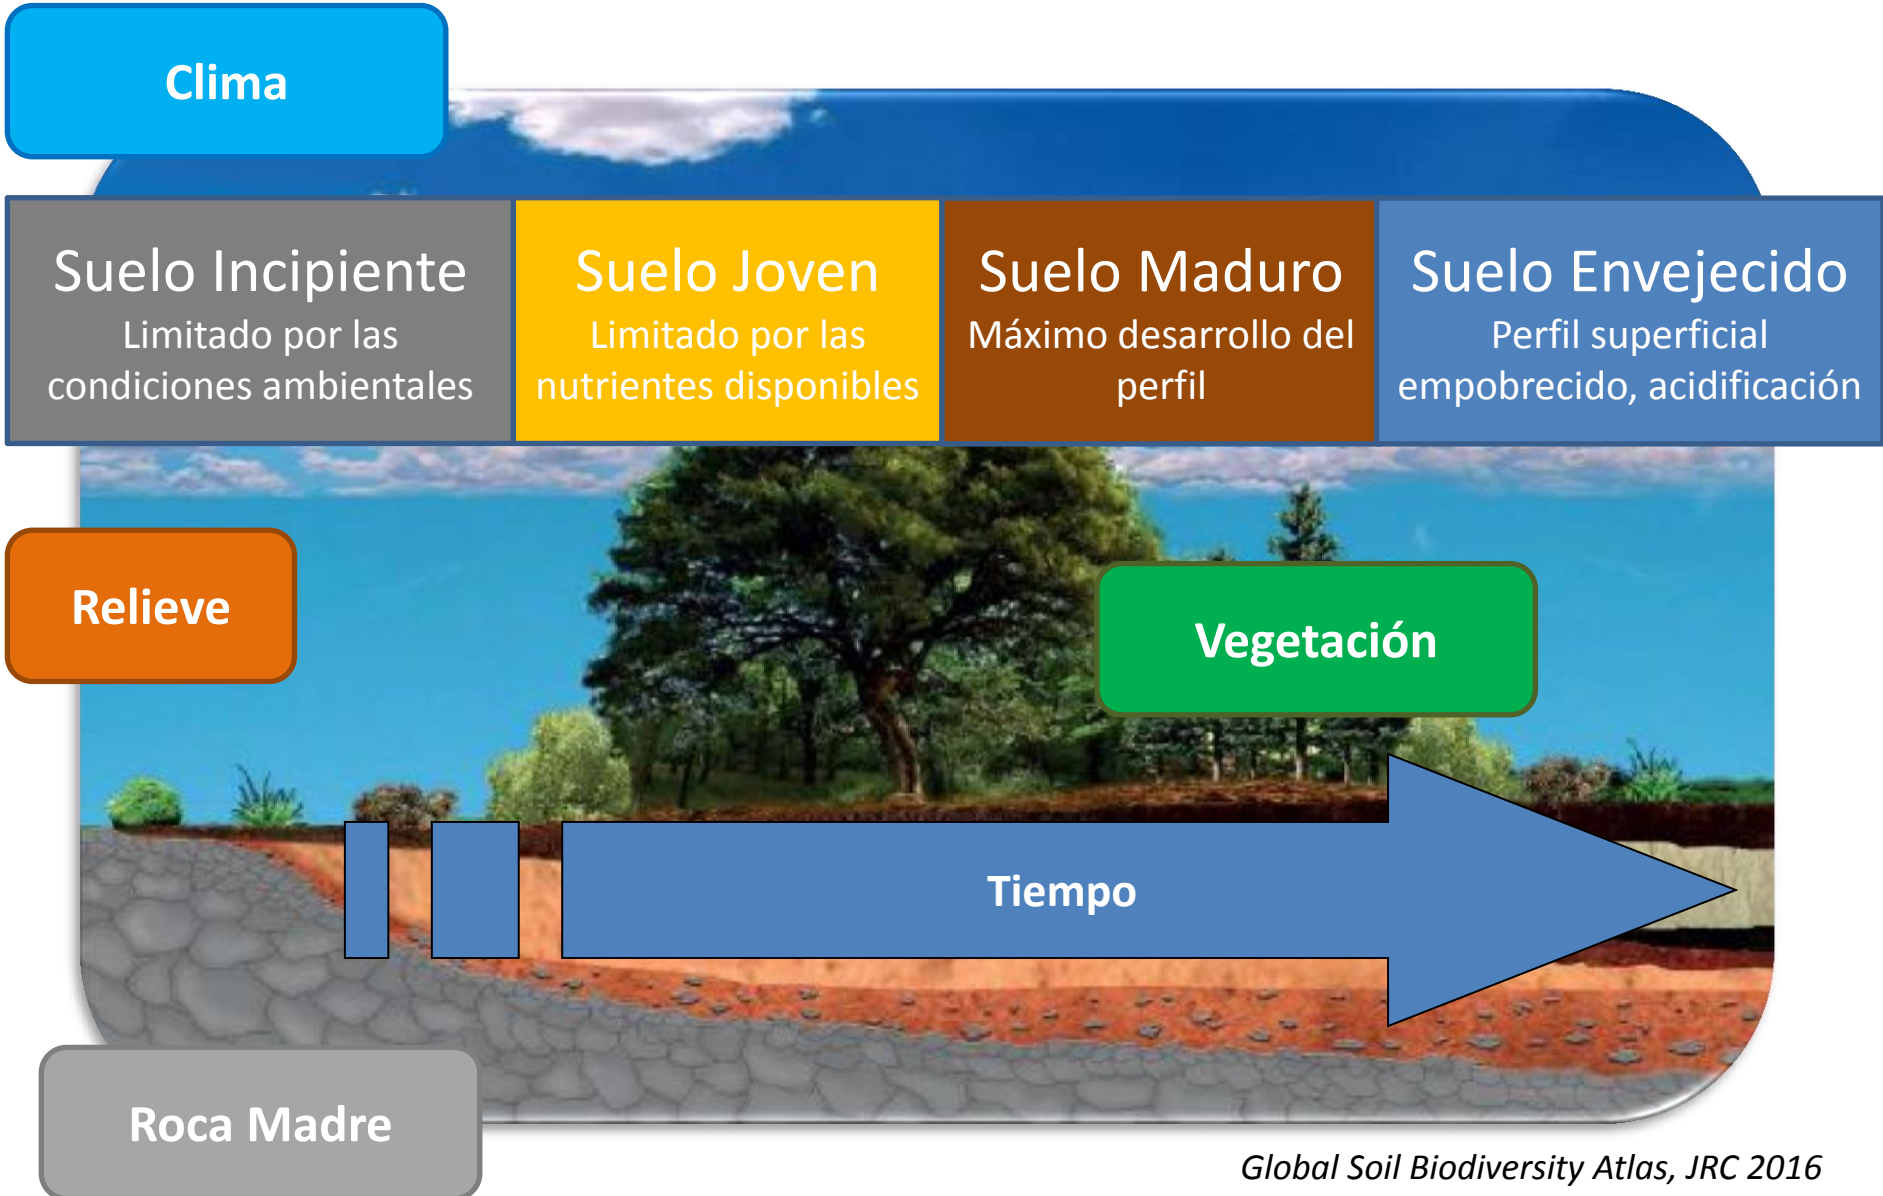 Clima
Suelo Incipiente
Limitado por las
condiciones ambientales
Suelo Joven
Limitado por las
nutrientes disponibles
Suelo Maduro
Máximo desarrollo del
perfil
Suelo Envejecido
Perfil superficial
empobrecido, acidificación
Relieve
Vegetación
Tiempo
Roca Madre
Global Soil Biodiversity Atlas, JRC 2016